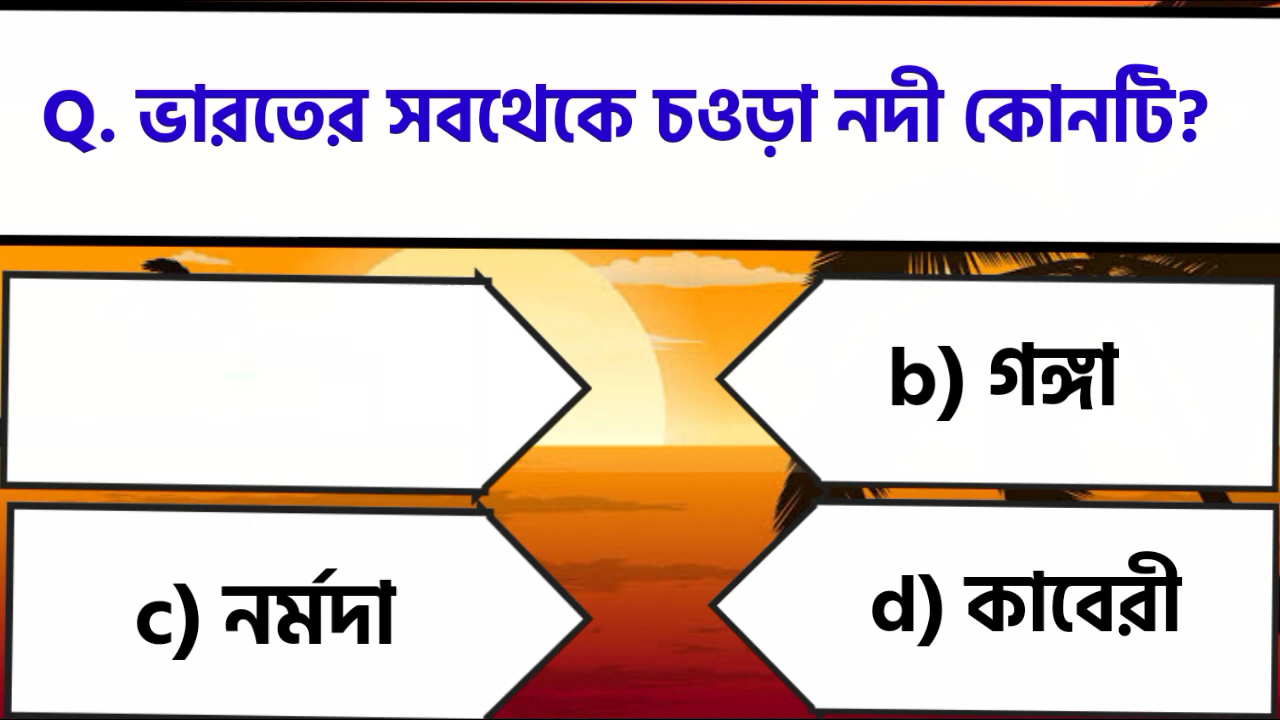 Q. ভারতের সবথেকে চওড়া নদী কোনটি?
b) গঙ্গা
c) নর্মদা
d) কাবেরী